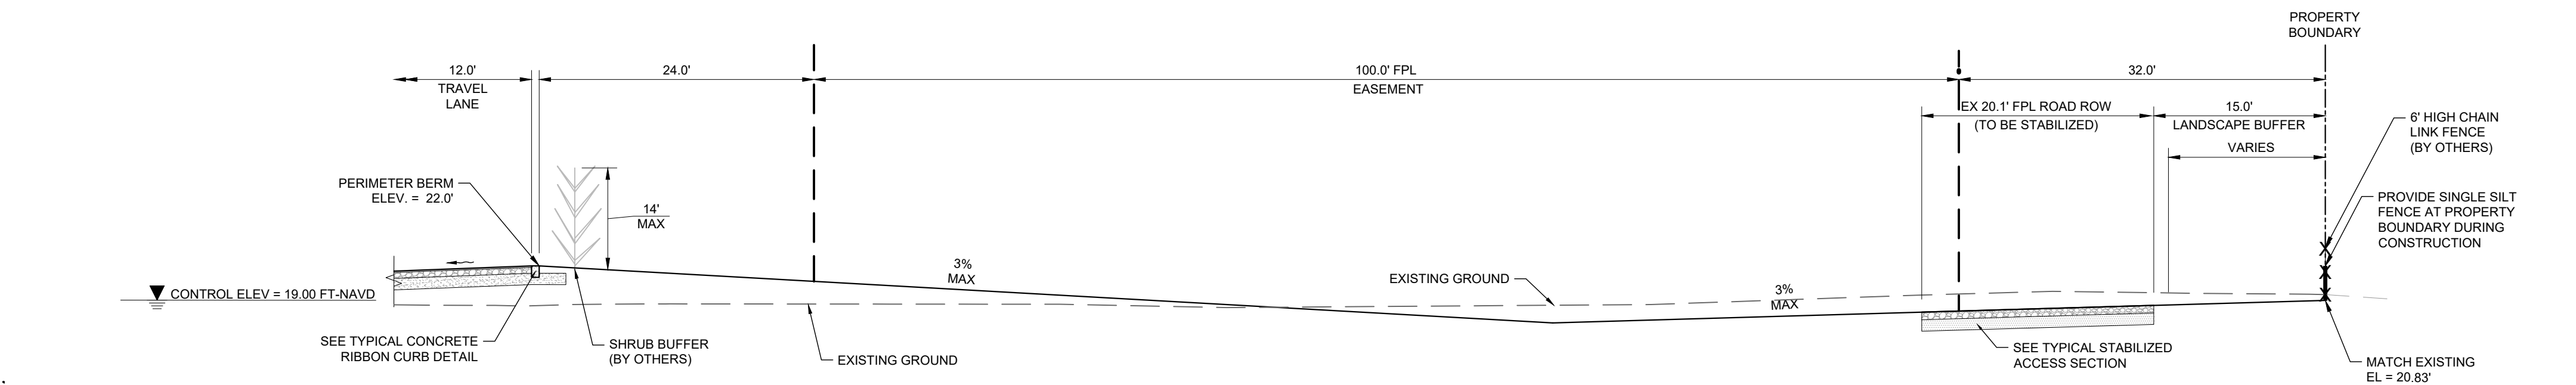 PROPERTY
BOUNDARY
12.0'
TRAVEL
LANE
24.0'
100.0' FPL
EASEMENT
32.0'
EX 20.1' FPL ROAD ROW
(TO BE STABILIZED)
15.0'
LANDSCAPE BUFFER
VARIES
6' HIGH CHAIN
LINK FENCE
(BY OTHERS)
PERIMETER BERM
ELEV. = 22.0'
14'
MAX
PROVIDE SINGLE SILT
FENCE AT PROPERTY
BOUNDARY DURING
CONSTRUCTION
3%
MAX
EXISTING GROUND
3%
MAX
CONTROL ELEV = 19.00 FT-NAVD
SEE TYPICAL CONCRETE
RIBBON CURB DETAIL
SHRUB BUFFER
(BY OTHERS)
EXISTING GROUND
SEE TYPICAL STABILIZED
ACCESS SECTION
MATCH EXISTING
EL = 20.83'